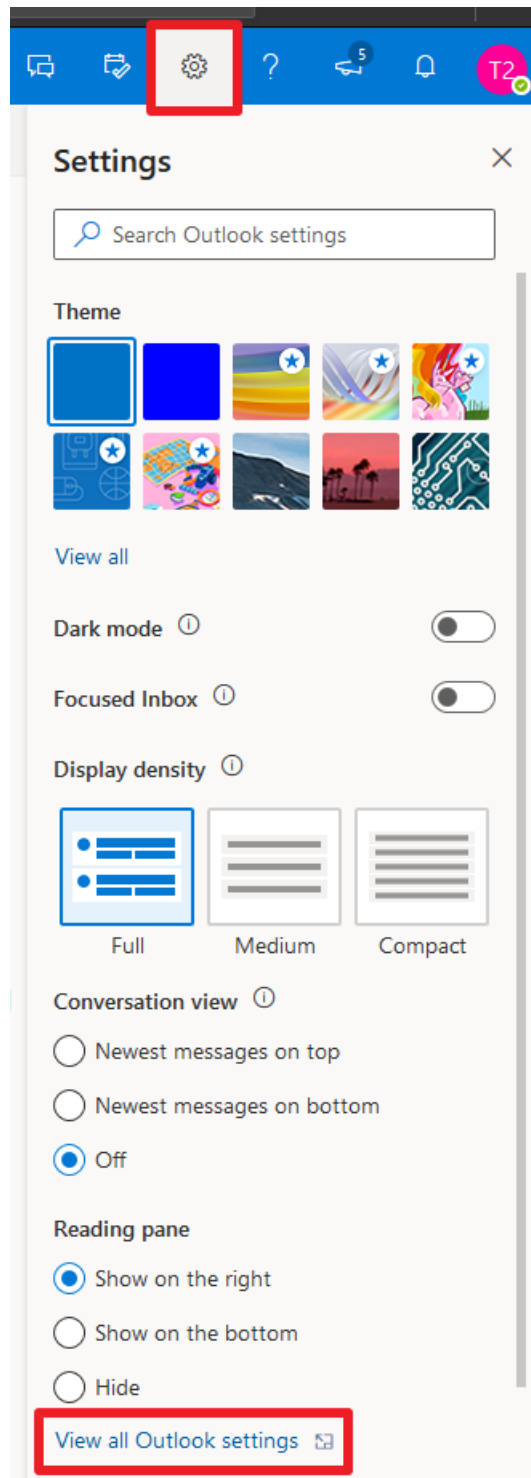 ?
5
T2
Settings
Search Outlook settings
Theme
View all
Dark mode
Focused Inbox
Display density
Full Medium Compact
Conversation view
Newest messages on top
Newest messages on bottom
Off
Reading pane
Show on the right
Show on the bottom
Hide
View all Outlook settings